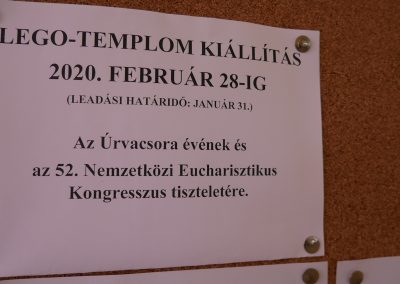 LEGO-TEMPLOM KIÁLLÍTÁS
2020. FEBRUÁR 28-IG
(LEADÁSI HATÁRIDŐ: JANUÁR 31.)
Az Úrvacsora évének és
az 52. Nemzetközi Eucharisztikus
Kongresszus tiszteletére.